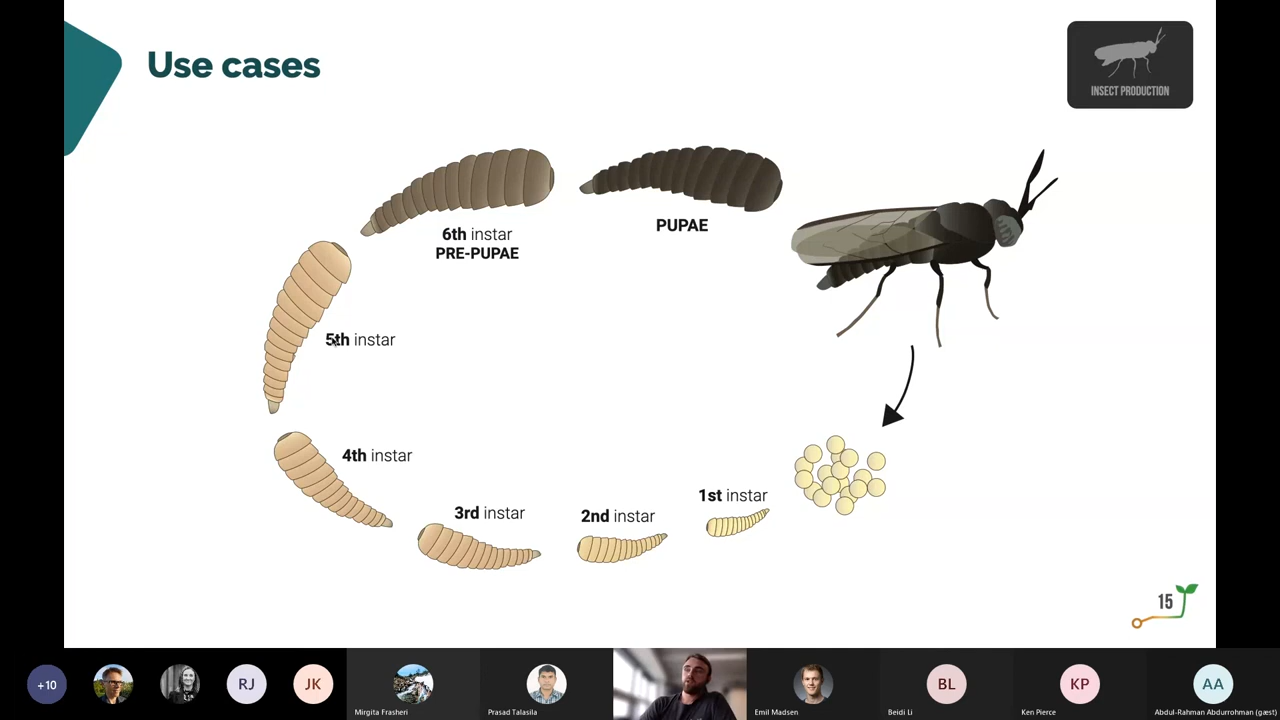 Use cases
INSECT PRODUCTION
6th instar
PRE-PUPAE
PUPAE
5th instar
4th instar
3rd instar
2nd instar
1st instar
15
+10
RJ
JK
Mirgita Frasheri
Prasad Talasila
Emil Madsen
BL
Beidi Li
KP
Ken Pierce
AA
Abdul-Rahman Abdurrohman (gæst)